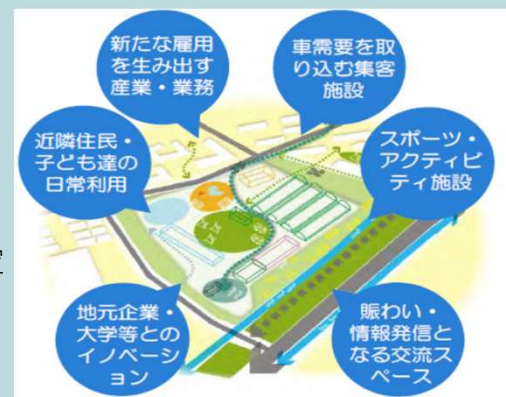 新たな雇用
を生み出す
産業・業務
車需要を取
り込む集客
施設
近隣住民・
子ども達の
日常利用
スポーツ・
アクティビ
ティ施設
地元企業・
大学等との
イノベーシ
ョン
賑わい・
情報発信と
なる交流ス
ペース